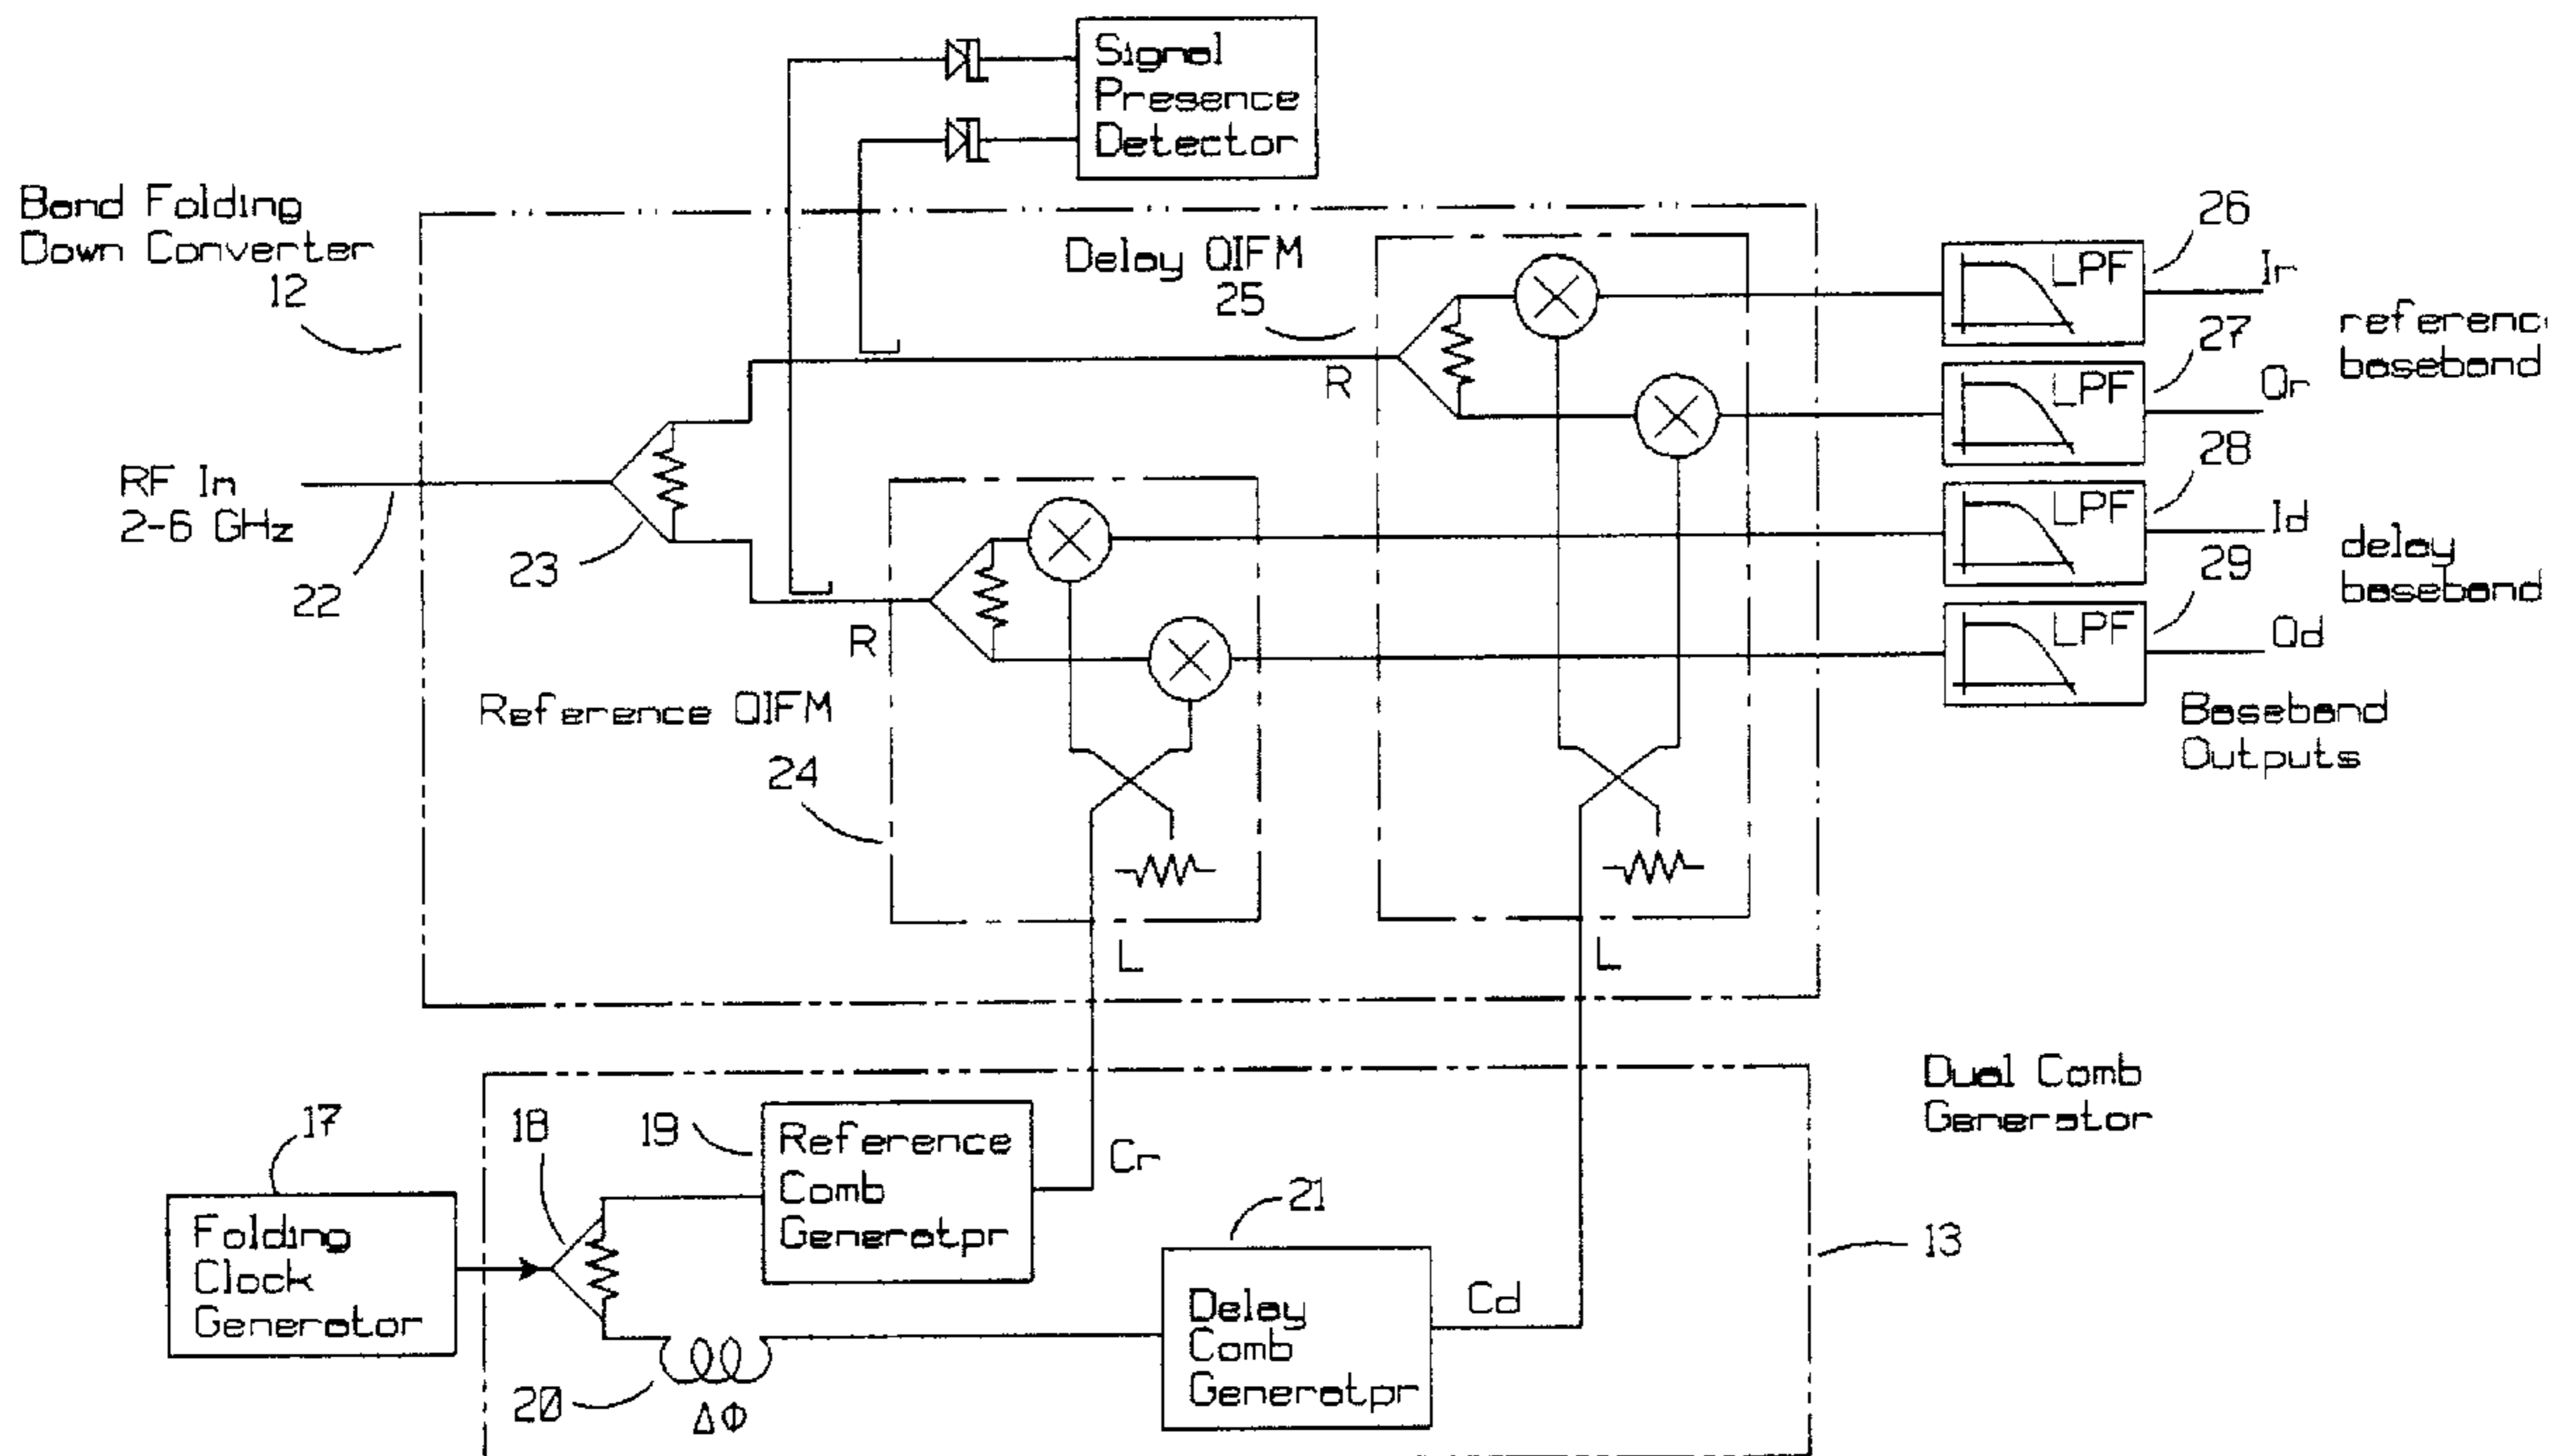 Signal
Presence
Detector
Band Folding
Down Converter
12
Delay QIFM
25
26
LPF
Ir
27
reference
baseband
R
LPF
Qr
28
RF In
2-6 GHz
LPF
Id
29
delay
baseband
23
22
R
LPF
Qd
Reference QIFM
24
Baseband
Outputs
L
L
Dual Comb
Generator
17
18
19
Reference
Comb
Generatpr
Cr
21
13
Folding
Clock
Generator
Cd
Delay
Comb
Generatpr
20
ΔΦ